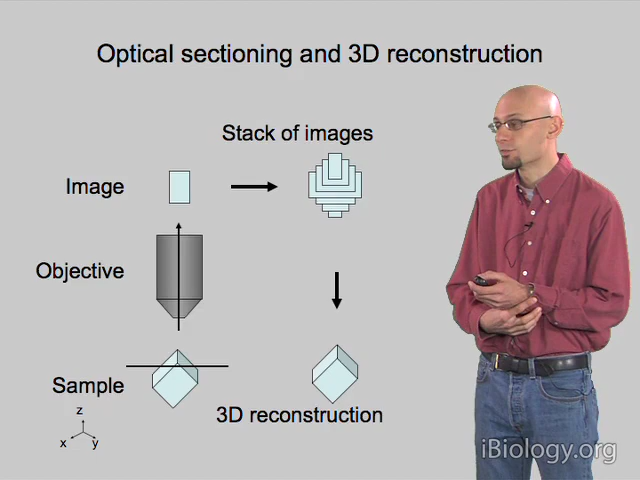 Optical sectioning and 3D reconstruction
Stack of images
Image
Objective
Sample
3D reconstruction
z
x
y
iBiology.org